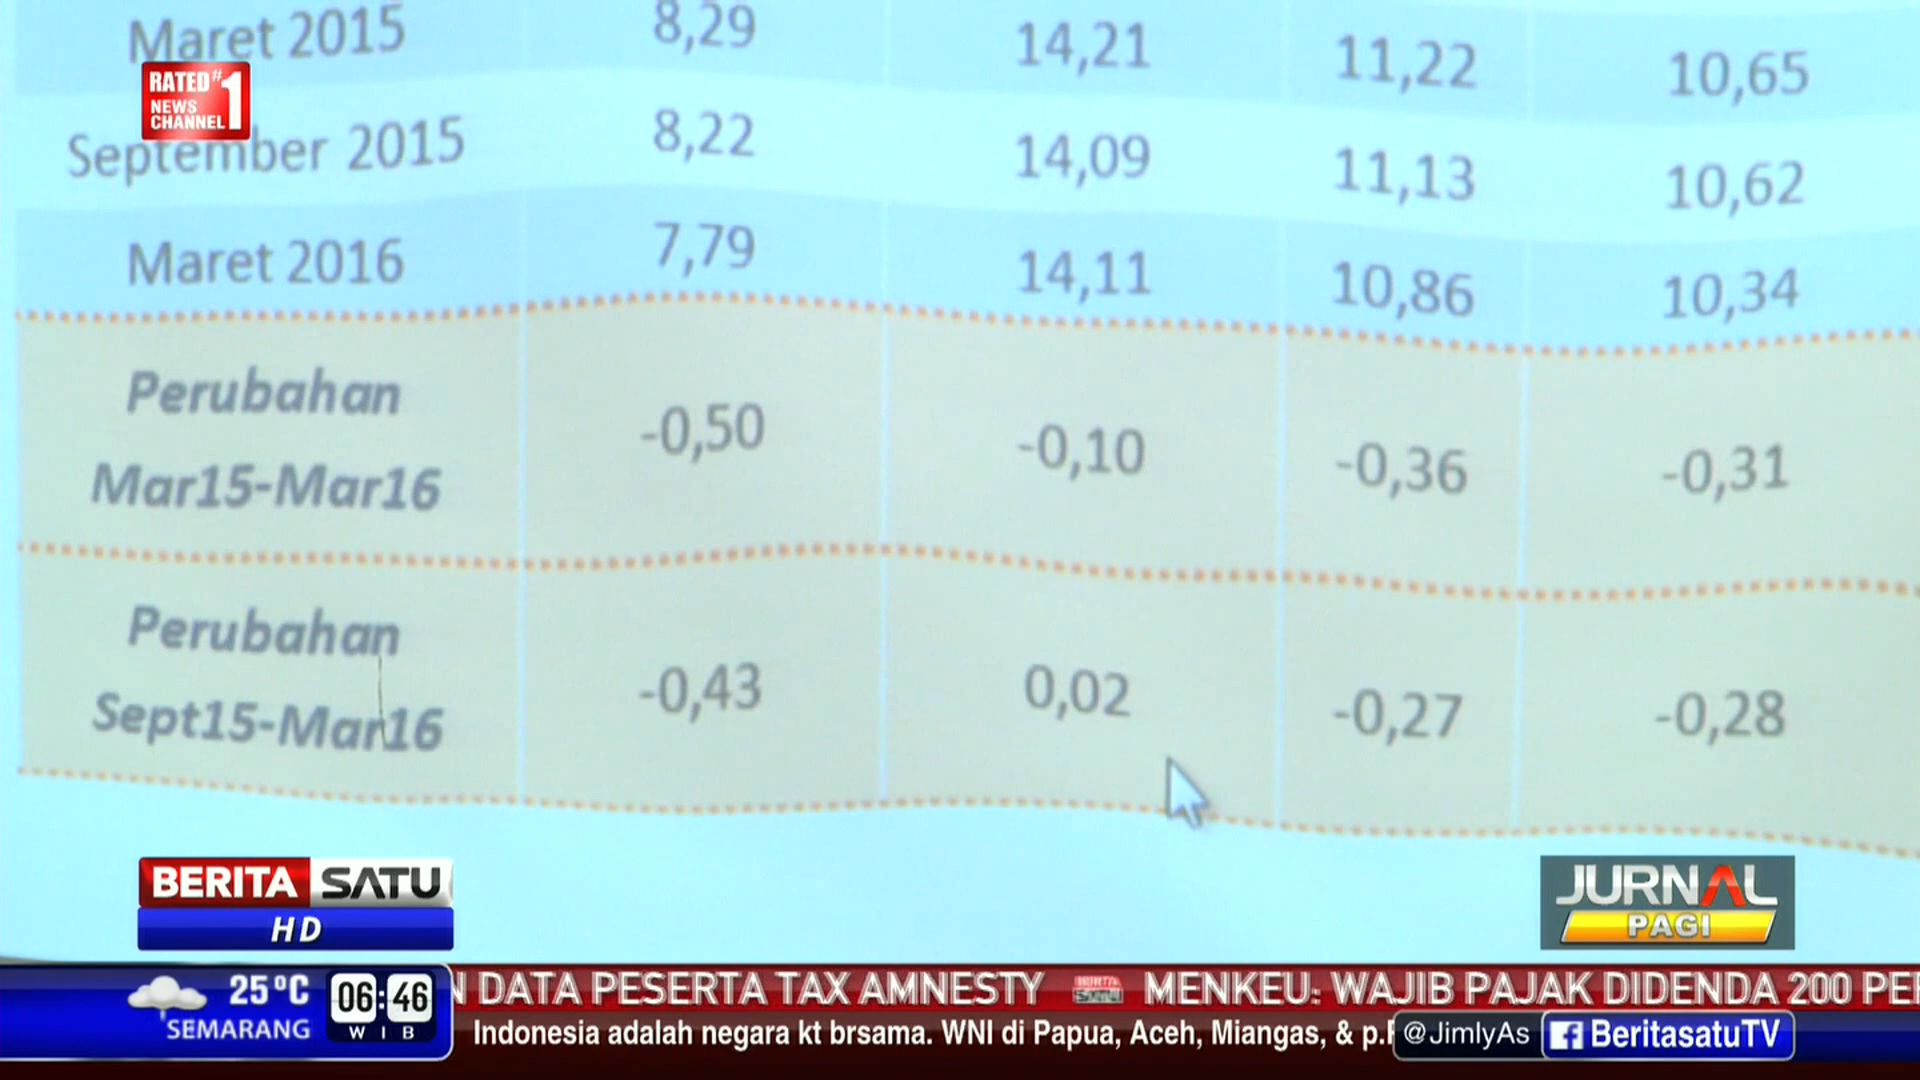 Maret 2015 8,29 14,21 11,22 10,65
RATED #1
NEWS
CHANNEL
September 2015 8,22 14,09 11,13 10,62
Maret 2016 7,79 14,11 10,86 10,34
Perubahan
Mar15-Mar16 -0,50 -0,10 -0,36 -0,31
Perubahan
Sept15-Mar16 -0,43 0,02 -0,27 -0,28
BERITA SATU
HD
JURNAL
PAGI
25°C
SEMARANG
06:46
WIB
N DATA PESERTA TAX AMNESTY BERITA SATU MENKEU: WAJIB PAJAK DIDENDA 200 PE
Indonesia adalah negara kt brsama. WNI di Papua, Aceh, Miangas, & p. @JimlyAs BeritasatuTV